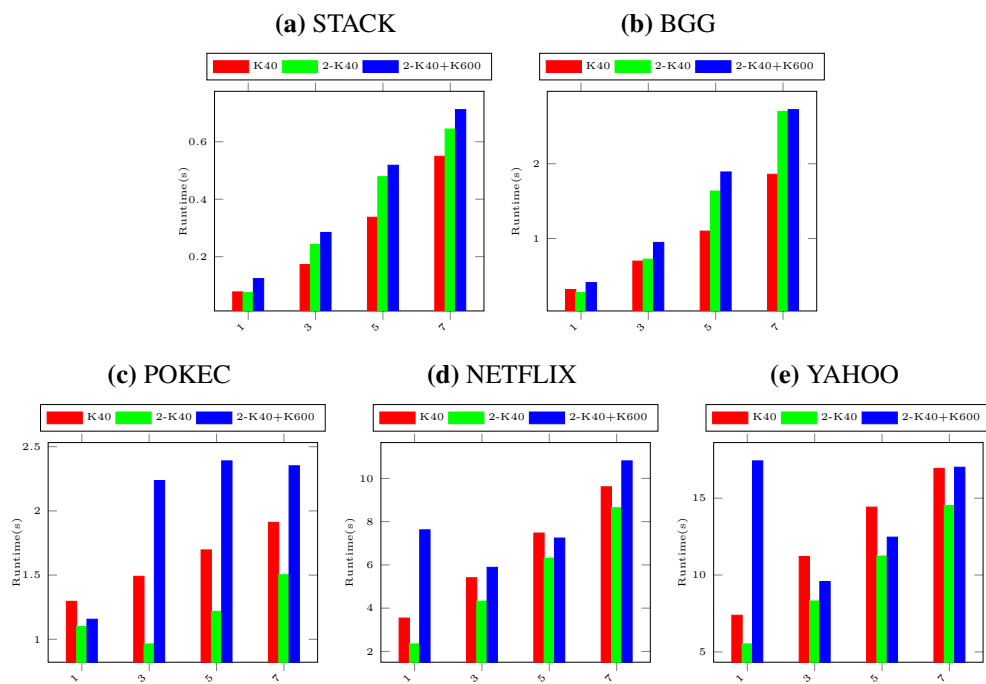 (a) STACK
K40 2-K40 2-K40+K600
Runtime(s)
0.6
0.4
0.2
1 3 5 7
(b) BGG
K40 2-K40 2-K40+K600
Runtime(s)
2
1
1 3 5 7
(c) POKEC
K40 2-K40 2-K40+K600
Runtime(s)
2.5
2
1.5
1
1 3 5 7
(d) NETFLIX
K40 2-K40 2-K40+K600
Runtime(s)
10
8
6
4
2
1 3 5 7
(e) YAHOO
K40 2-K40 2-K40+K600
Runtime(s)
15
10
5
1 3 5 7